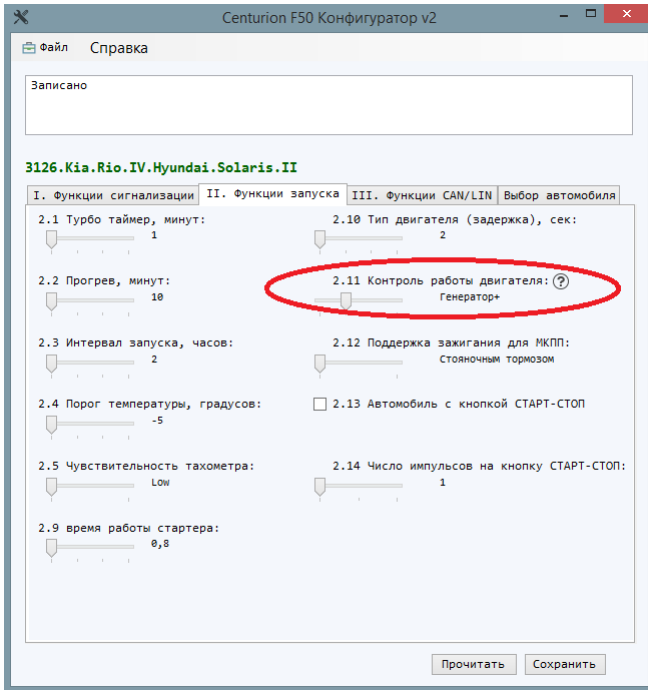 Centurion F50 Конфигуратор v2
Файл Справка
Записано
3126.Kia.Rio.IV.Hyundai.Solaris.II
I. Функции сигнализации II. Функции запуска III. Функции CAN/LIN Выбор автомобиля
2.1 Турбо таймер, минут:
1
2.2 Прогрев, минут:
10
2.3 Интервал запуска, часов:
2
2.4 Порог температуры, градусов:
-5
2.5 Чувствительность тахометра:
Low
2.9 время работы стартера:
0,8
2.10 Тип двигателя (задержка), сек:
2
2.11 Контроль работы двигателя: ?
Генератор+
2.12 Поддержка зажигания для МКПП:
Стояночным тормозом
2.13 Автомобиль с кнопкой СТАРТ-СТОП
2.14 Число импульсов на кнопку СТАРТ-СТОП:
1
Прочитать Сохранить